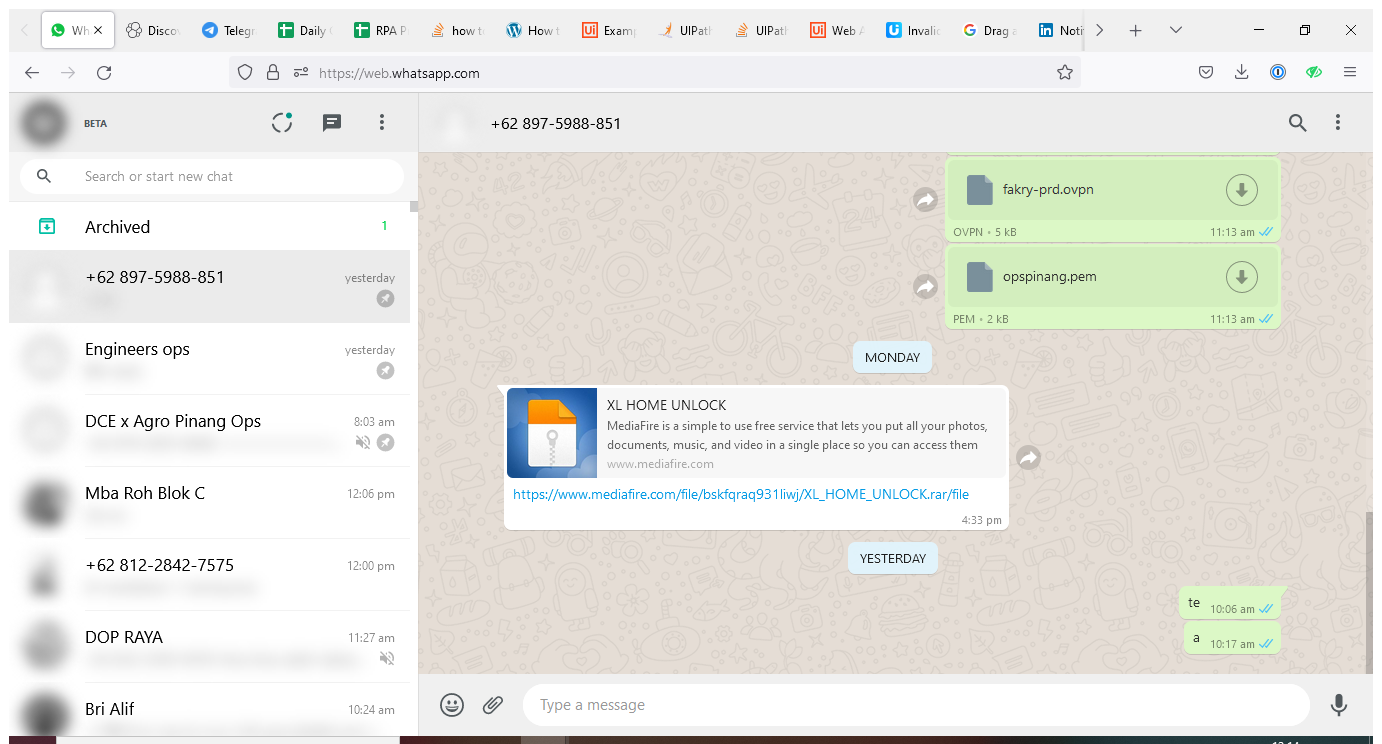 Wh
Disco
Telegr
Daily
RPA P
how t
How t
Examp
UIPath
UIPath
Web A
Invalid
Drag a
Noti
https://web.whatsapp.com
BETA
+62 897-5988-851
Search or start new chat
Archived
1
+62 897-5988-851
yesterday
Engineers ops
yesterday
DCE x Agro Pinang Ops
8:03 am
Mba Roh Blok C
12:06 pm
+62 812-2842-7575
12:00 pm
DOP RAYA
11:27 am
Bri Alif
10:24 am
fakry-prd.ovpn
OVPN • 5 kB
11:13 am
opspinang.pem
PEM • 2 kB
11:13 am
MONDAY
XL HOME UNLOCK
MediaFire is a simple to use free service that lets you put all your photos,
documents, music, and video in a single place so you can access them
www.mediafire.com
https://www.mediafire.com/file/bskfqraq931liwj/XL_HOME_UNLOCK.rar/file
4:33 pm
YESTERDAY
te
10:06 am
a
10:17 am
Type a message